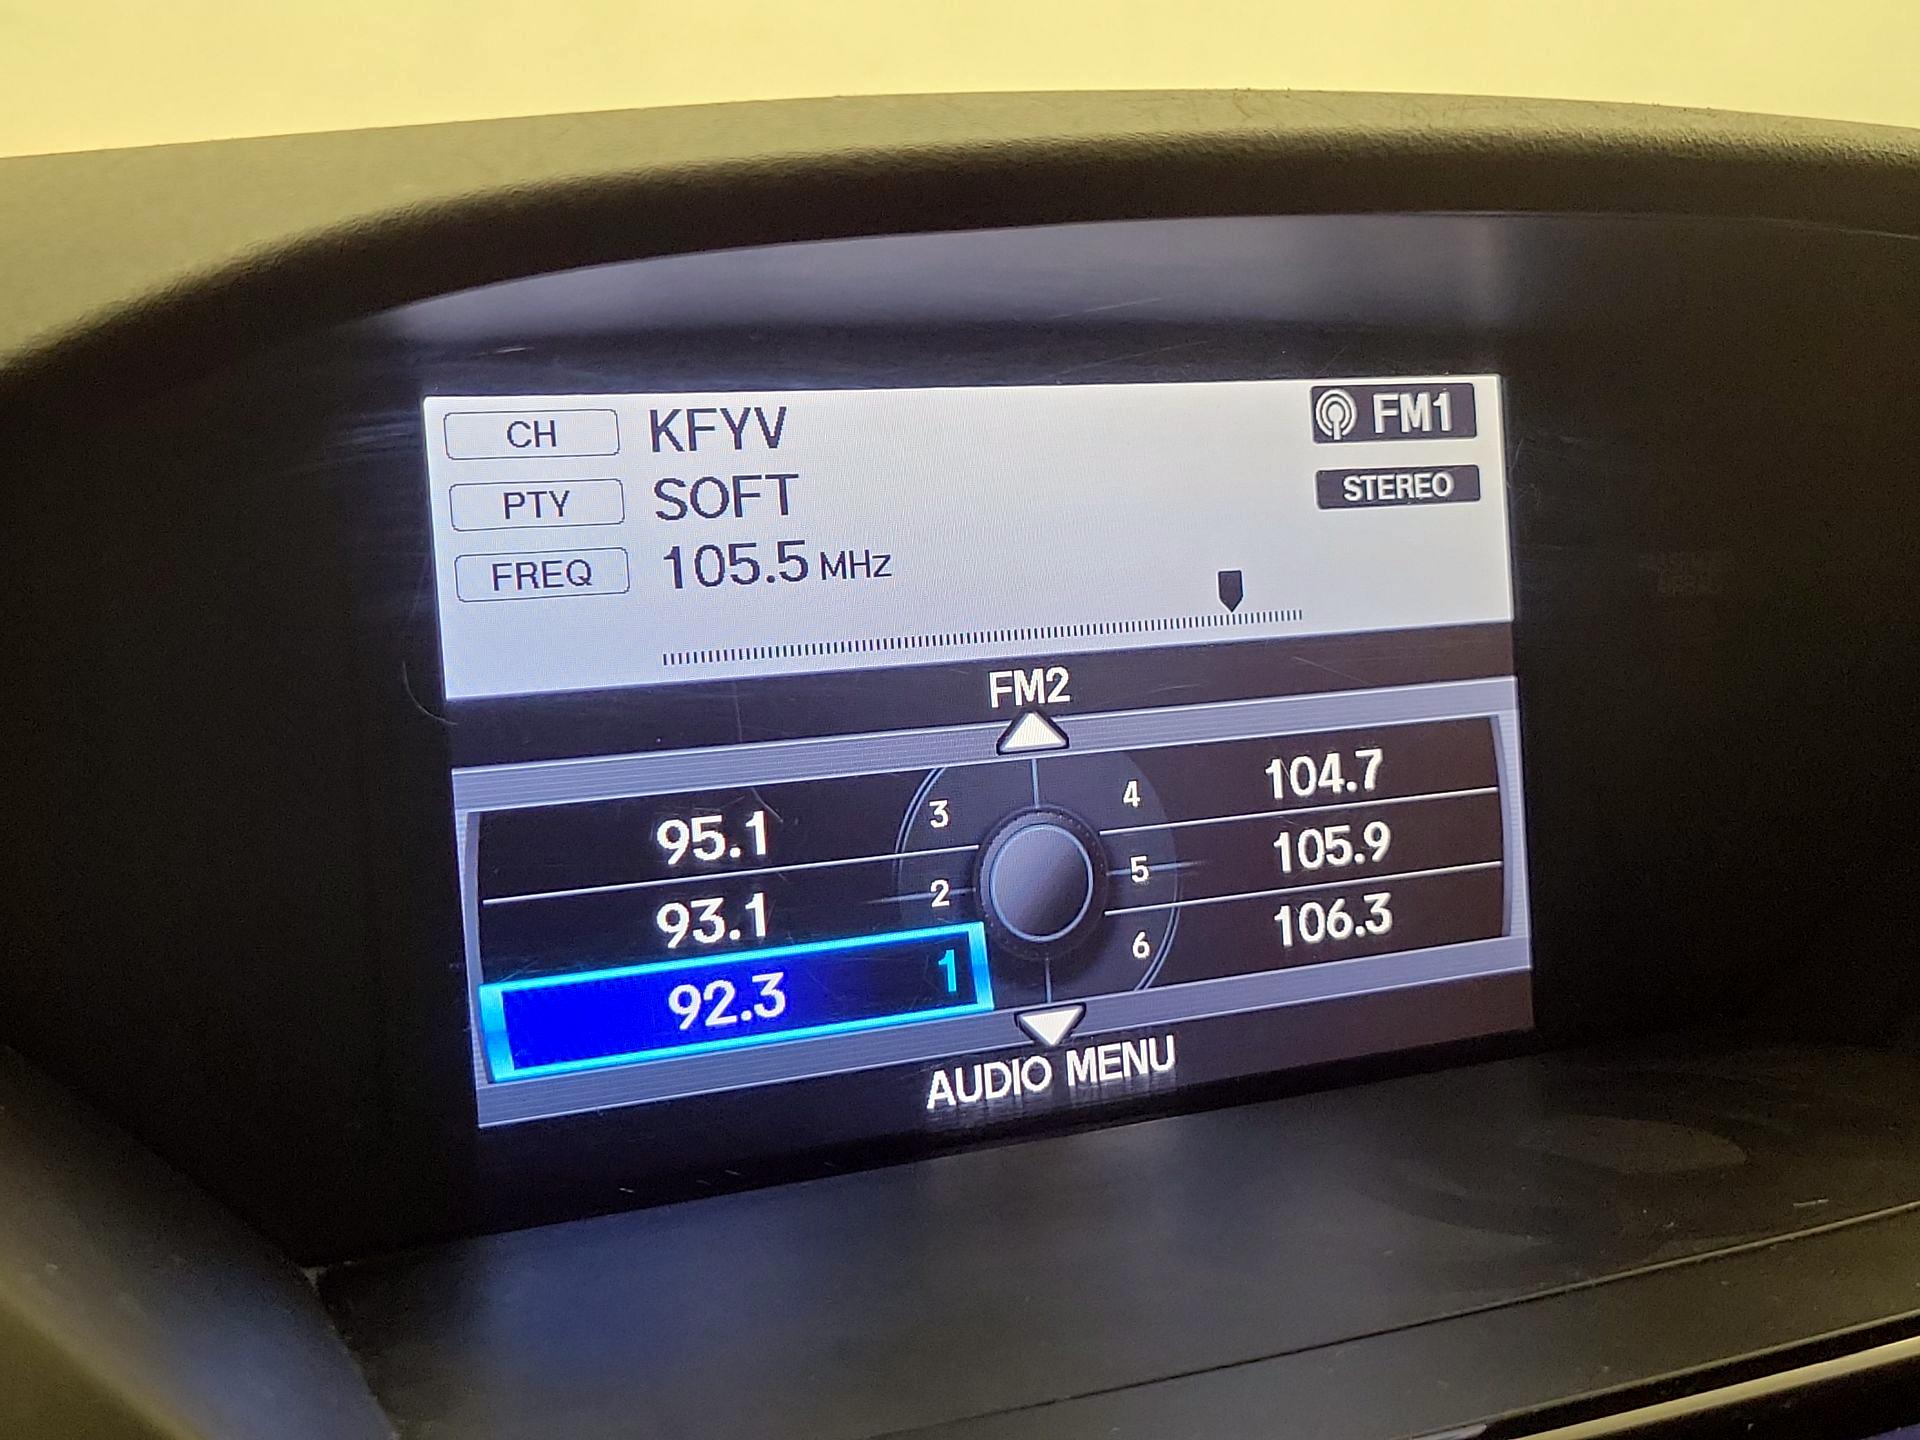 CH KFYV FM1
PTY SOFT STEREO
FREQ 105.5 MHz
FM2
95.1 3 4 104.7
93.1 2 5 105.9
92.3 1 6 106.3
AUDIO MENU